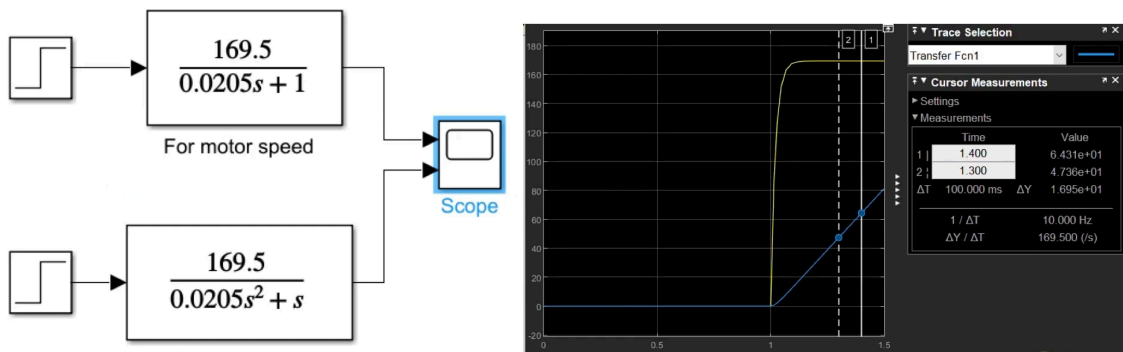 169.5
0.0205s + 1
For motor speed
Scope
169.5
0.0205s² + s
180
160
140
120
100
80
60
40
20
0
-20
0
0.5
1
1.5
2
1
Trace Selection
Transfer Fcn1
Cursor Measurements
Settings
Measurements
Time Value
1 | 1.400 6.431e+01
2 ¦ 1.300 4.736e+01
ΔT 100.000 ms ΔY 1.695e+01
1 / ΔT 10.000 Hz
ΔY / ΔT 169.500 (/s)